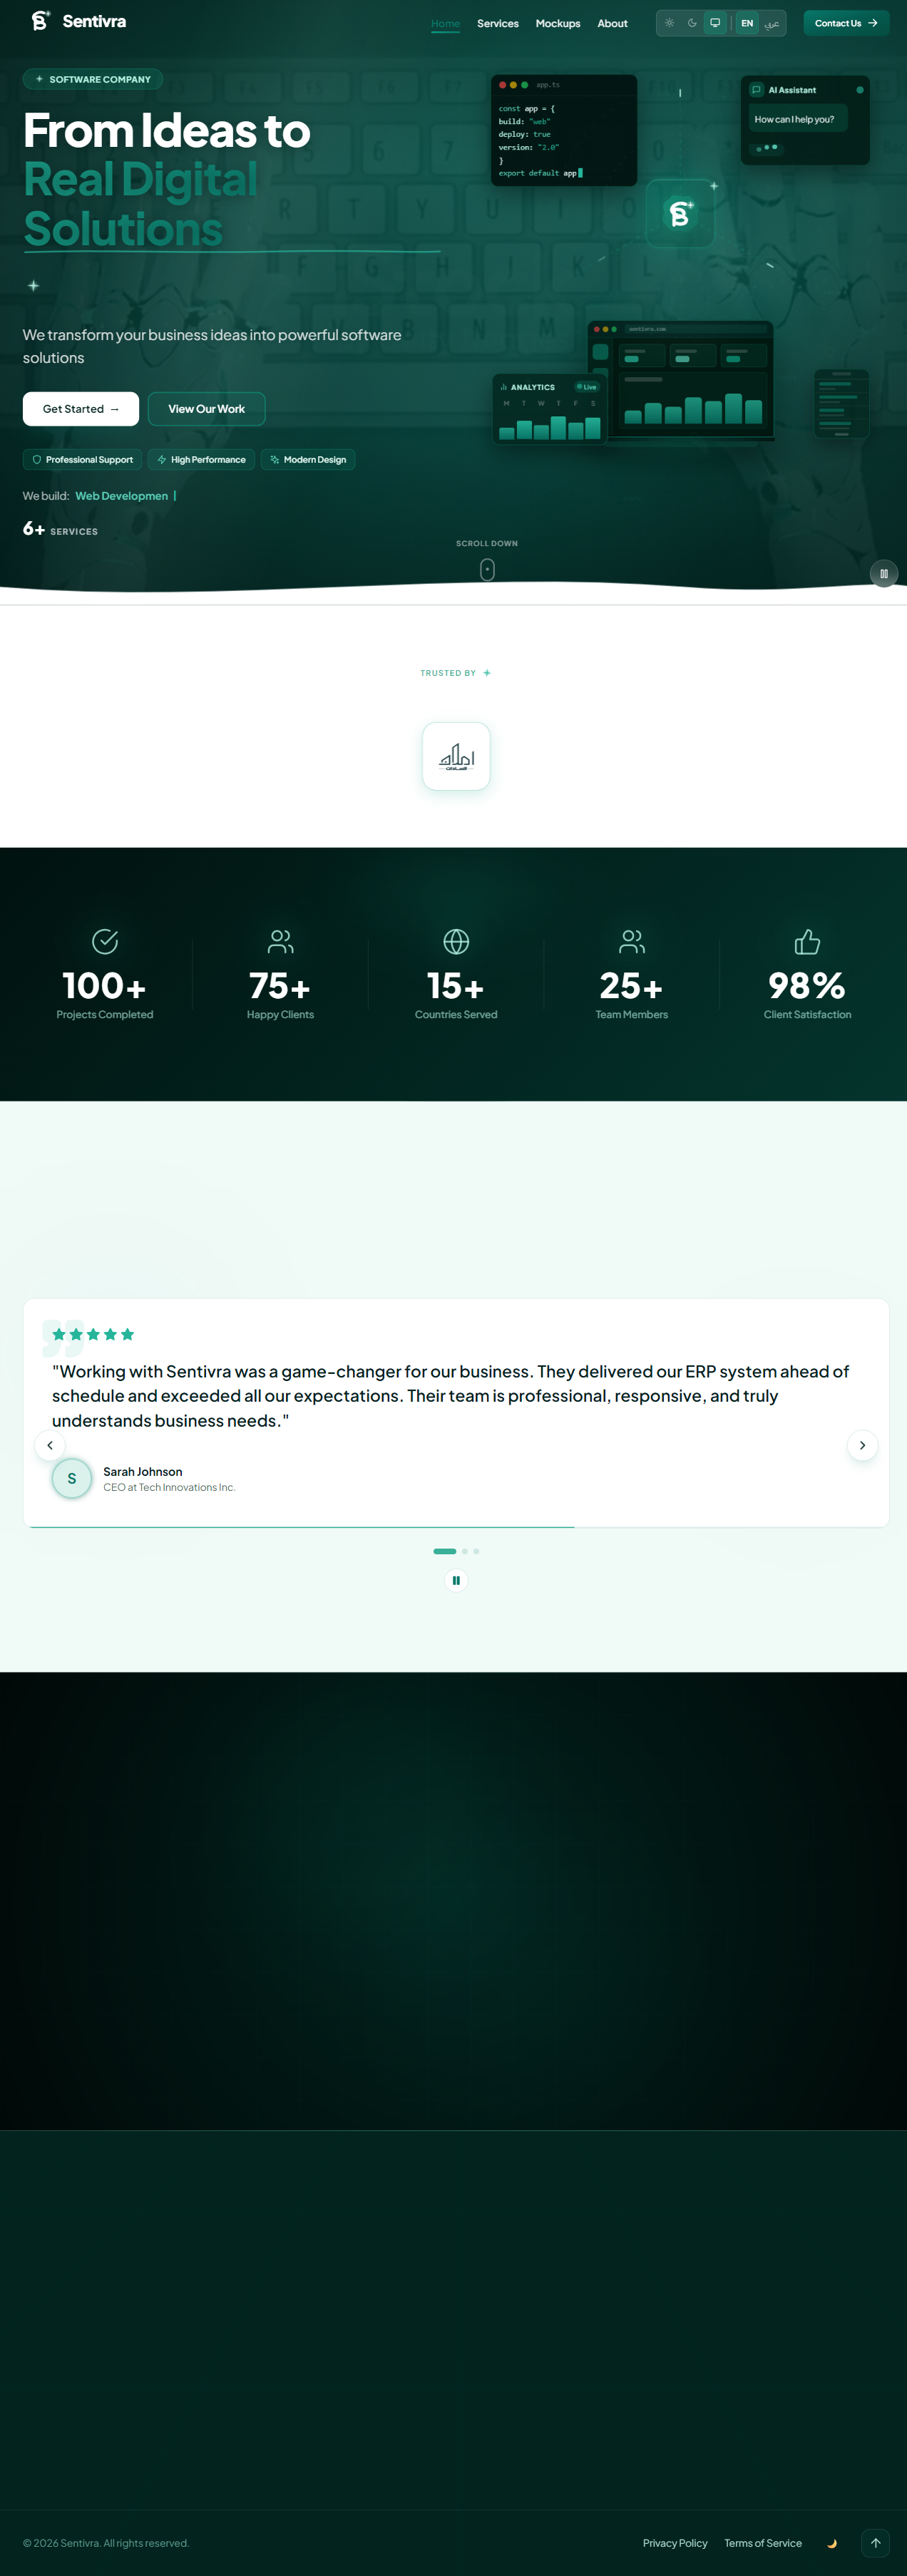 Sentivra
Home Services Mockups About EN عربي Contact Us →
SOFTWARE COMPANY
From Ideas to
Real Digital
Solutions
We transform your business ideas into powerful software
solutions
Get Started →
View Our Work
Professional Support
High Performance
Modern Design
We build: Web Developmen |
6+ SERVICES
app.ts
const app = {
build: "web"
deploy: true
version: "2.0"
}
export default app
AI Assistant
How can I help you?
sentivra.com
ANALYTICS Live
M T W T F S
SCROLL DOWN
TRUSTED BY
100+
Projects Completed
75+
Happy Clients
15+
Countries Served
25+
Team Members
98%
Client Satisfaction
"Working with Sentivra was a game-changer for our business. They delivered our ERP system ahead of
schedule and exceeded all our expectations. Their team is professional, responsive, and truly
understands business needs."
S
Sarah Johnson
CEO at Tech Innovations Inc.
© 2026 Sentivra. All rights reserved.
Privacy Policy
Terms of Service